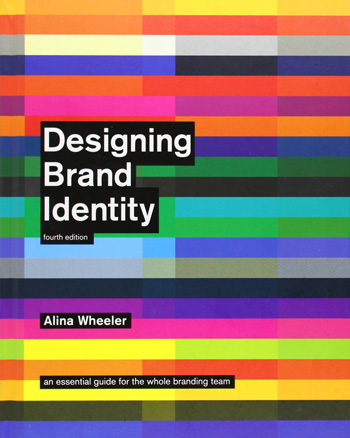 Designing
Brand
Identity
fourth edition
Alina Wheeler
an essential guide for the whole branding team